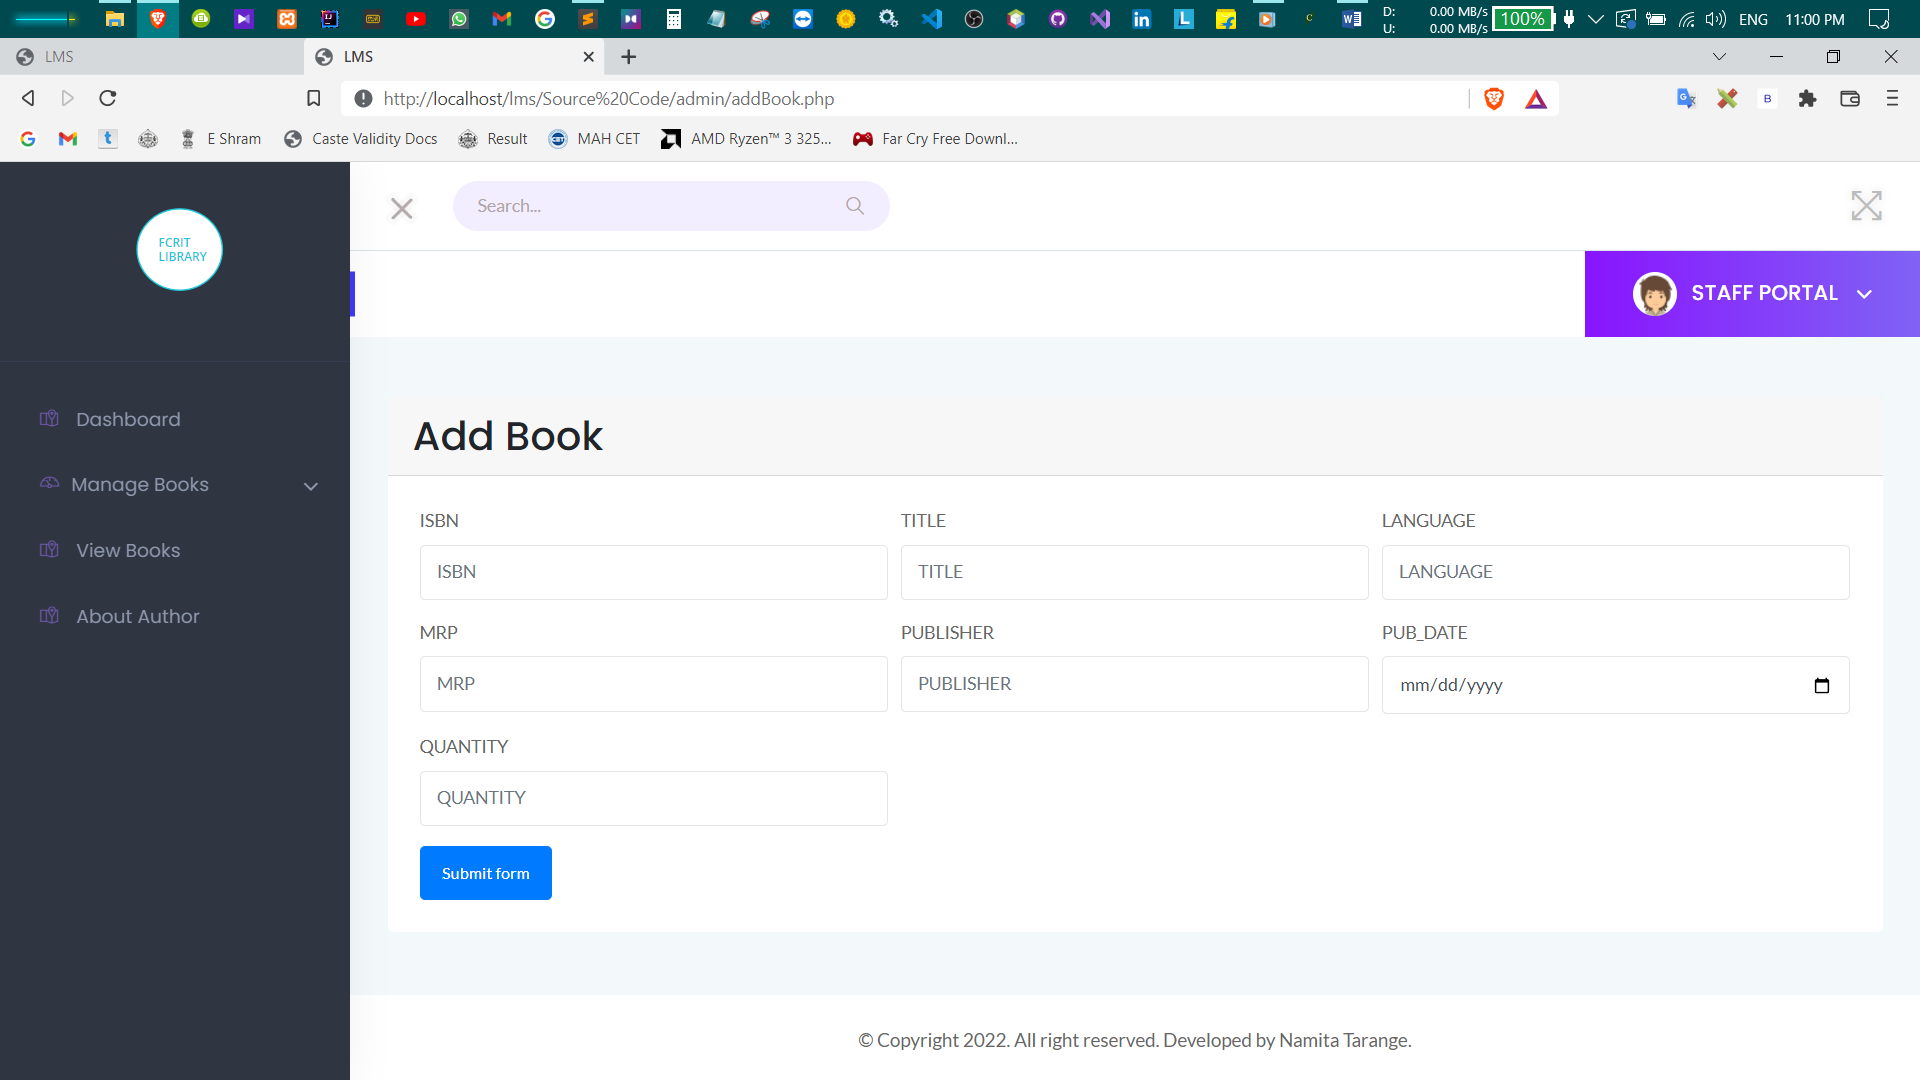 D: 0.00 MB/s
U: 0.00 MB/s
100%
ENG 11:00 PM
LMS
LMS
http://localhost/lms/Source%20Code/admin/addBook.php
E Shram
Caste Validity Docs
Result
MAH CET
AMD Ryzen™ 3 325...
Far Cry Free Downl...
FCRIT
LIBRARY
Search...
STAFF PORTAL
Dashboard
Manage Books
View Books
About Author
Add Book
ISBN TITLE LANGUAGE
ISBN TITLE LANGUAGE
MRP PUBLISHER PUB_DATE
MRP PUBLISHER mm/dd/yyyy
QUANTITY
QUANTITY
Submit form
© Copyright 2022. All right reserved. Developed by Namita Tarange.